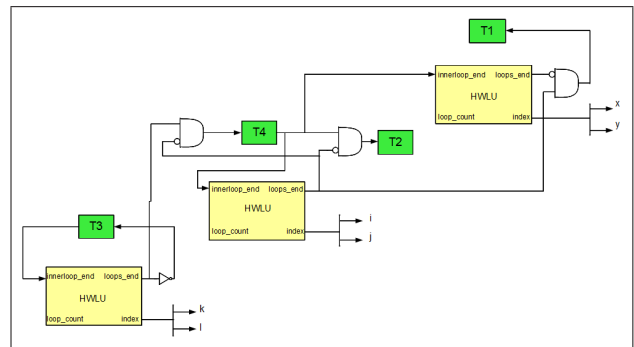 T1
innerloop_end loops_end
HWLU
loop_count index
x
y
T4
T2
innerloop_end loops_end
HWLU
loop_count index
i
j
T3
innerloop_end loops_end
HWLU
loop_count index
k
l